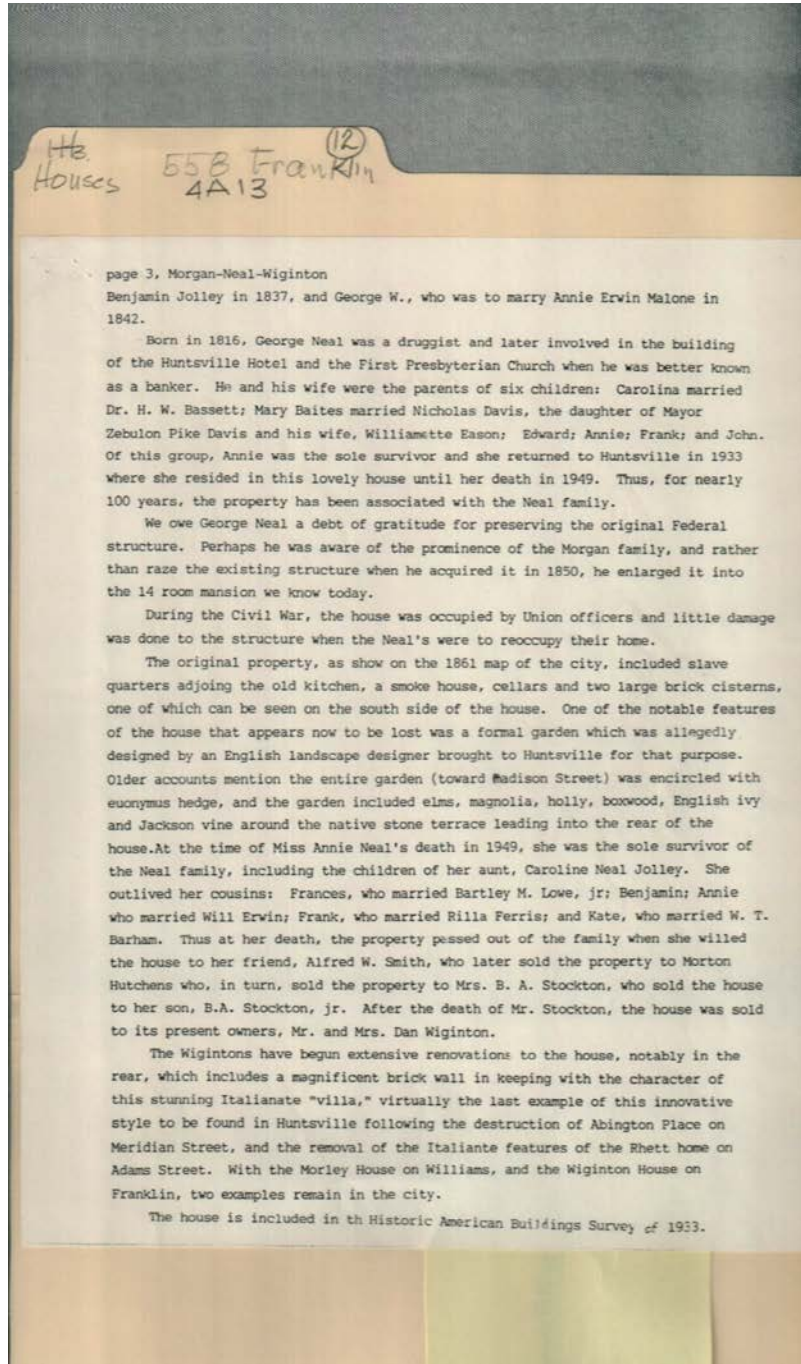 Hb.
Houses
558 Franklin
12
4A13
page 3, Morgan-Neal-Wiginton
Benjamin Jolley in 1837, and George W., who was to marry Annie Erwin Malone in
1842.
Born in 1816, George Neal was a druggist and later involved in the building
of the Huntsville Hotel and the First Presbyterian Church when he was better known
as a banker. He and his wife were the parents of six children: Carolina married
Dr. H. W. Bassett; Mary Baites married Nicholas Davis, the daughter of Mayor
Zebulon Pike Davis and his wife, Williamette Eason; Edward; Annie; Frank; and John.
Of this group, Annie was the sole survivor and she returned to Huntsville in 1933
where she resided in this lovely house until her death in 1949. Thus, for nearly
100 years, the property has been associated with the Neal family.
We owe George Neal a debt of gratitude for preserving the original Federal
structure. Perhaps he was aware of the prominence of the Morgan family, and rather
than raze the existing structure when he acquired it in 1850, he enlarged it into
the 14 room mansion we know today.
During the Civil War, the house was occupied by Union officers and little damage
was done to the structure when the Neal's were to reoccupy their home.
The original property, as show on the 1861 map of the city, included slave
quarters adjoing the old kitchen, a smoke house, cellars and two large brick cisterns,
one of which can be seen on the south side of the house. One of the notable features
of the house that appears now to be lost was a formal garden which was allegedly
designed by an English landscape designer brought to Huntsville for that purpose.
Older accounts mention the entire garden (toward Madison Street) was encircled with
euonymus hedge, and the garden included elms, magnolia, holly, boxwood, English ivy
and Jackson vine around the native stone terrace leading into the rear of the
house.At the time of Miss Annie Neal's death in 1949, she was the sole survivor of
the Neal family, including the children of her aunt, Caroline Neal Jolley. She
outlived her cousins: Frances, who married Bartley M. Lowe, jr; Benjamin; Annie
who married Will Erwin; Frank, who married Rilla Ferris; and Kate, who married W. T.
Barham. Thus at her death, the property passed out of the family when she willed
the house to her friend, Alfred W. Smith, who later sold the property to Morton
Hutchens who, in turn, sold the property to Mrs. B. A. Stockton, who sold the house
to her son, B.A. Stockton, jr. After the death of Mr. Stockton, the house was sold
to its present owners, Mr. and Mrs. Dan Wiginton.
The Wigintons have begun extensive renovations to the house, notably in the
rear, which includes a magnificent brick wall in keeping with the character of
this stunning Italianate "villa," virtually the last example of this innovative
style to be found in Huntsville following the destruction of Abington Place on
Meridian Street, and the removal of the Italiante features of the Rhett home on
Adams Street. With the Morley House on Williams, and the Wiginton House on
Franklin, two examples remain in the city.
The house is included in th Historic American Buildings Survey of 1933.